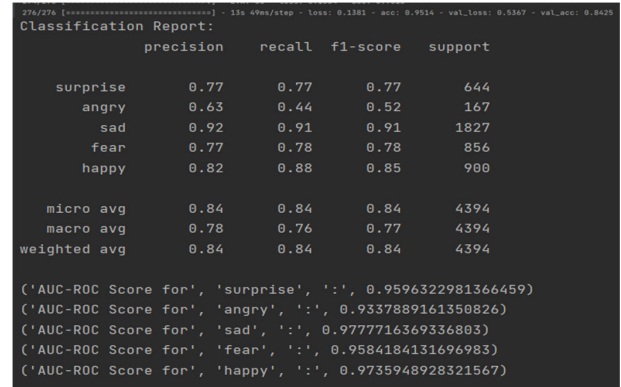 276/276 [==============================] - 13s 49ms/step - loss: 0.1381 - acc: 0.9514 - val_loss: 0.5367 - val_acc: 0.8425
Classification Report:
precision recall f1-score support
surprise 0.77 0.77 0.77 644
angry 0.63 0.44 0.52 167
sad 0.92 0.91 0.91 1827
fear 0.77 0.78 0.78 856
happy 0.82 0.88 0.85 900
micro avg 0.84 0.84 0.84 4394
macro avg 0.78 0.76 0.77 4394
weighted avg 0.84 0.84 0.84 4394
('AUC-ROC Score for', 'surprise', ':', 0.9596322981366459)
('AUC-ROC Score for', 'angry', ':', 0.9337889161350826)
('AUC-ROC Score for', 'sad', ':', 0.9777716369336803)
('AUC-ROC Score for', 'fear', ':', 0.9584184131696983)
('AUC-ROC Score for', 'happy', ':', 0.9735948928321567)